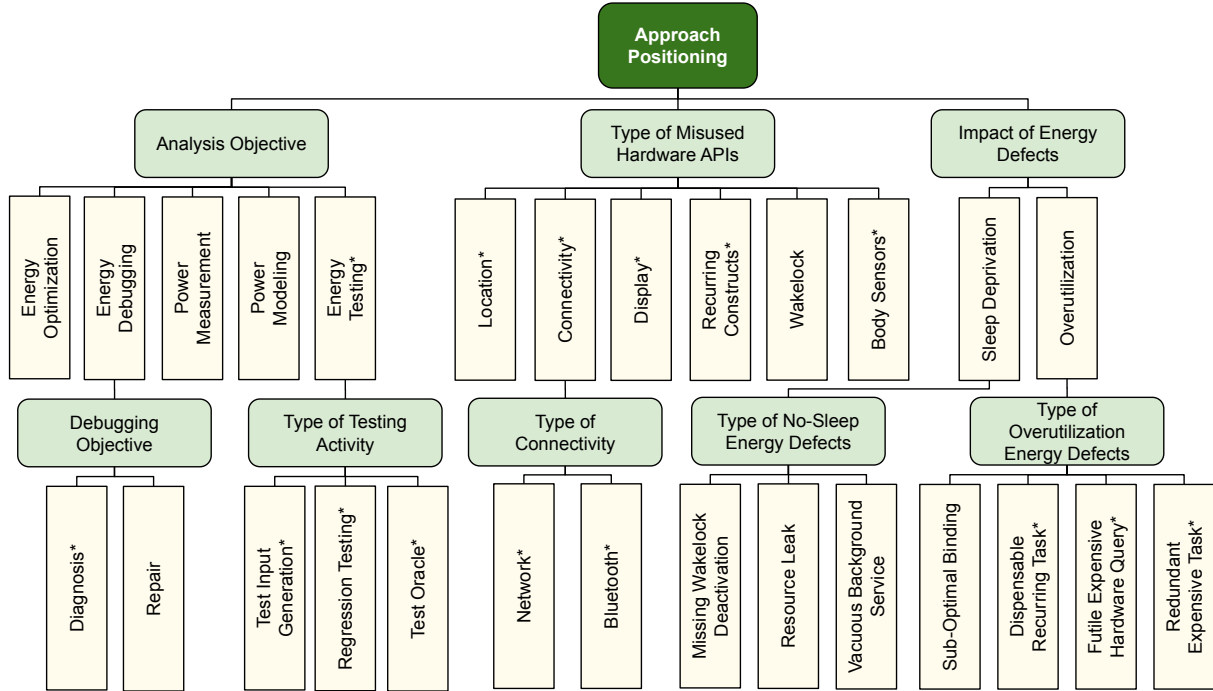 Approach
Positioning
Analysis Objective
Type of Misused
Hardware APIs
Impact of Energy
Defects
Energy
Optimization
Energy
Debugging
Power
Measurement
Power
Modeling
Energy
Testing*
Location*
Connectivity*
Display*
Recurring
Constructs*
Wakelock
Body Sensors*
Sleep Deprivation
Overutilization
Debugging
Objective
Type of Testing
Activity
Type of
Connectivity
Type of No-Sleep
Energy Defects
Type of
Overutilization
Energy Defects
Diagnosis*
Repair
Test Input
Generation*
Regression Testing*
Test Oracle*
Network*
Bluetooth*
Missing Wakelock
Deactivation
Resource Leak
Vacuous Background
Service
Sub-Optimal Binding
Dispensable
Recurring Task*
Futile Expensive
Hardware Query*
Redundant
Expensive Task*